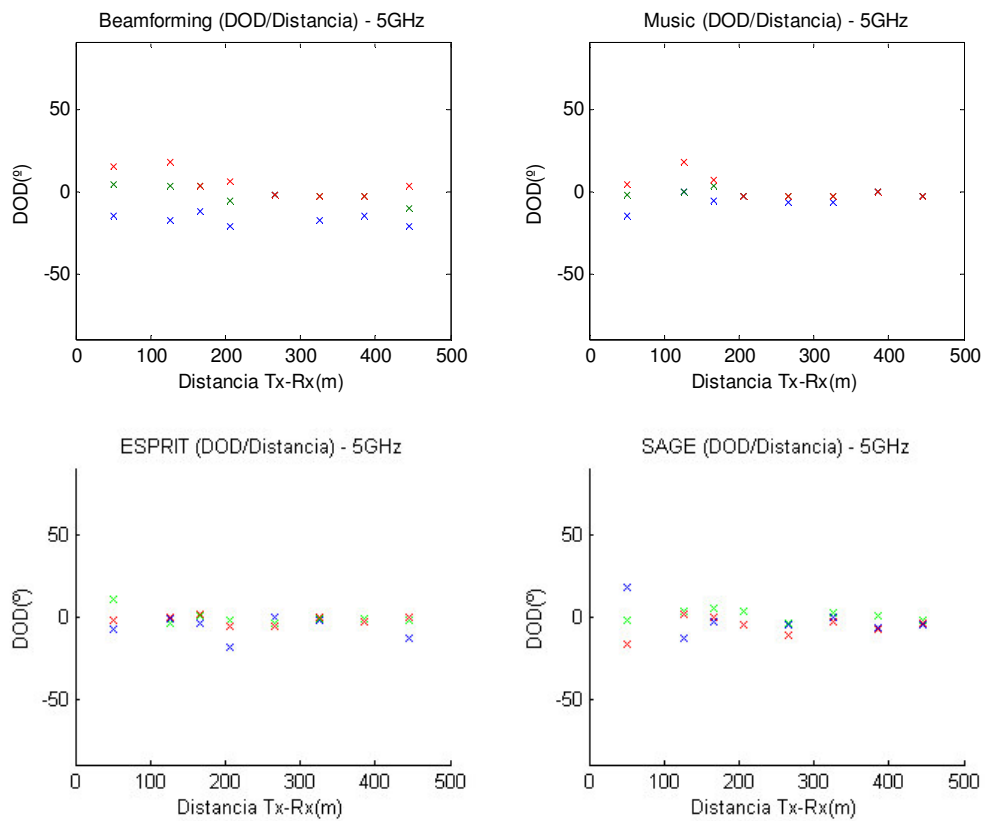 Beamforming (DOD/Distancia) - 5GHz
DOD(º)
50
0
-50
0 100 200 300 400 500
Distancia Tx-Rx(m)
Music (DOD/Distancia) - 5GHz
DOD(º)
50
0
-50
0 100 200 300 400 500
Distancia Tx-Rx(m)
ESPRIT (DOD/Distancia) - 5GHz
DOD(º)
50
0
-50
0 100 200 300 400 500
Distancia Tx-Rx(m)
SAGE (DOD/Distancia) - 5GHz
DOD(º)
50
0
-50
0 100 200 300 400 500
Distancia Tx-Rx(m)